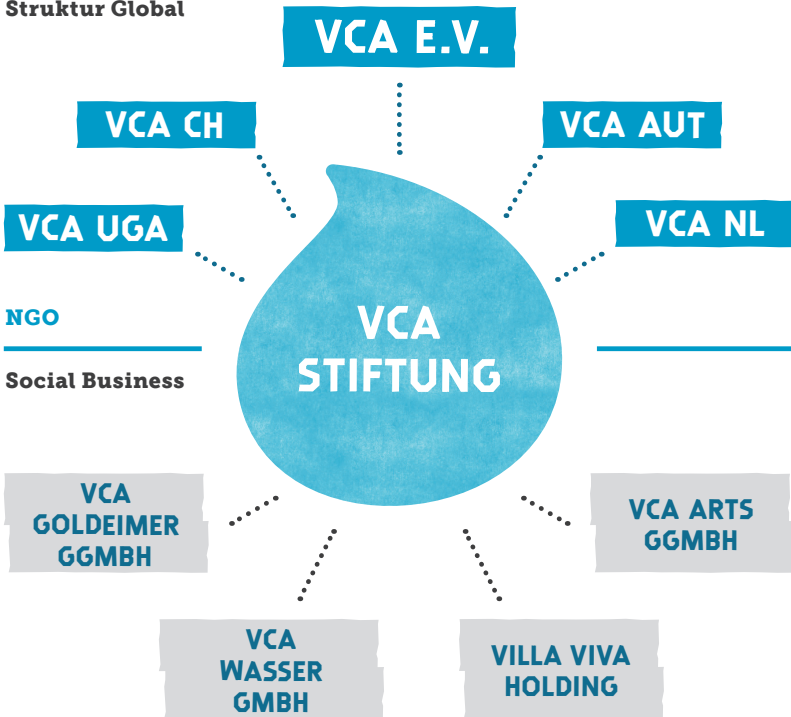 Struktur Global
VCA E.V.
VCA CH
VCA AUT
VCA UGA
VCA NL
NGO
VCA
STIFTUNG
Social Business
VCA
GOLDEIMER
GGMBH
VCA ARTS
GGMBH
VCA
WASSER
GMBH
VILLA VIVA
HOLDING